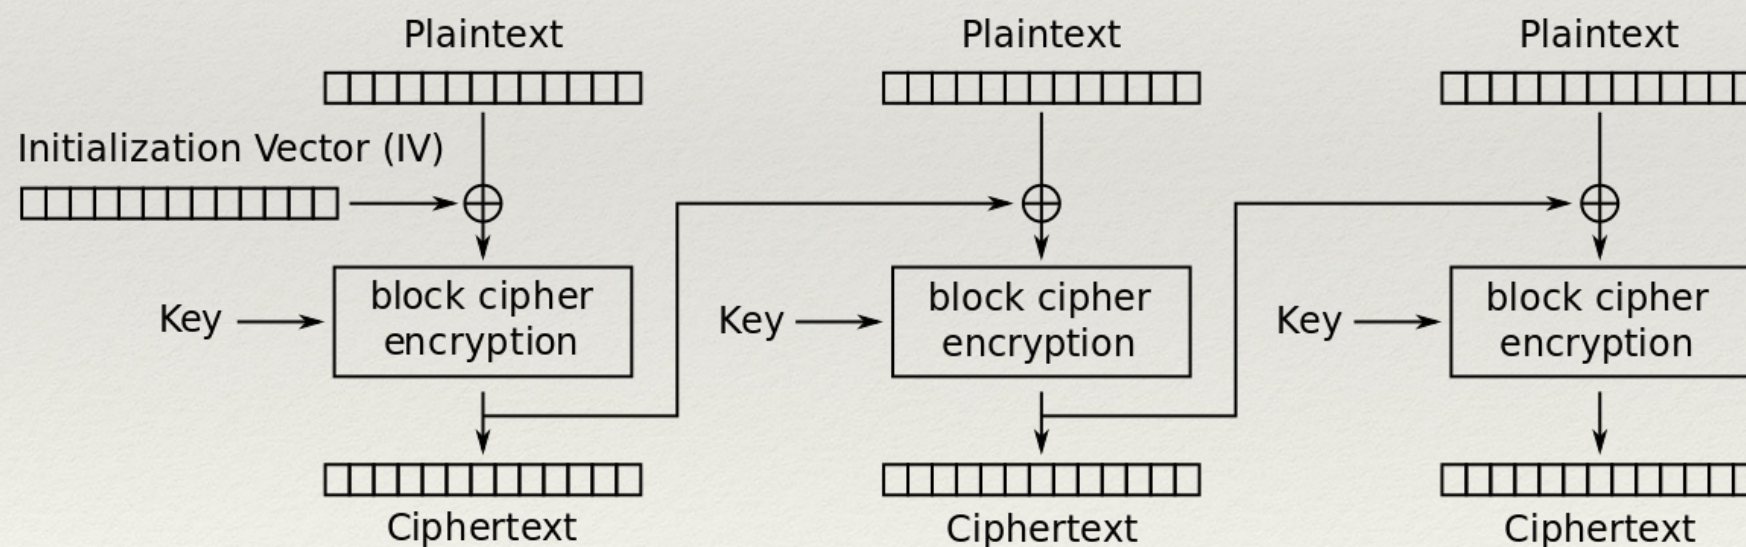 Plaintext
Plaintext
Plaintext
Initialization Vector (IV)
Key
block cipher
encryption
Key
block cipher
encryption
Key
block cipher
encryption
Ciphertext
Ciphertext
Ciphertext